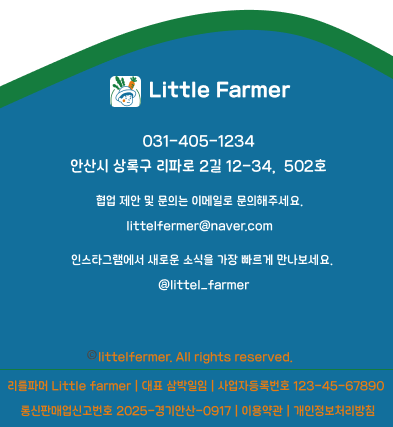 Little Farmer
031-405-1234
안산시 상록구 리파로 2길 12-34, 502호
협업 제안 및 문의는 이메일로 문의해주세요.
littelfermer@naver.com
인스타그램에서 새로운 소식을 가장 빠르게 만나보세요.
@littel_farmer
©littelfermer. All rights reserved.
리틀파머 Little farmer | 대표 삼박일임 | 사업자등록번호 123-45-67890
통신판매업신고번호 2025-경기안산-0917 | 이용약관 | 개인정보처리방침